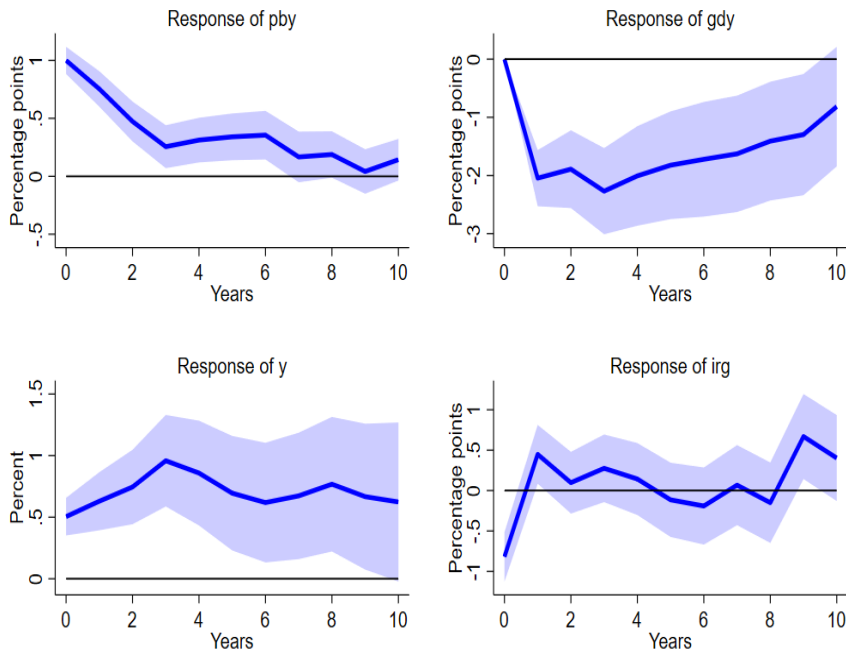 Response of pby
Percentage points
1
.5
0
-.5
0 2 4 6 8 10
Years
Response of gdy
Percentage points
0
-1
-2
-3
0 2 4 6 8 10
Years
Response of y
Percent
1.5
1
.5
0
0 2 4 6 8 10
Years
Response of irg
Percentage points
1
.5
0
-.5
-1
0 2 4 6 8 10
Years